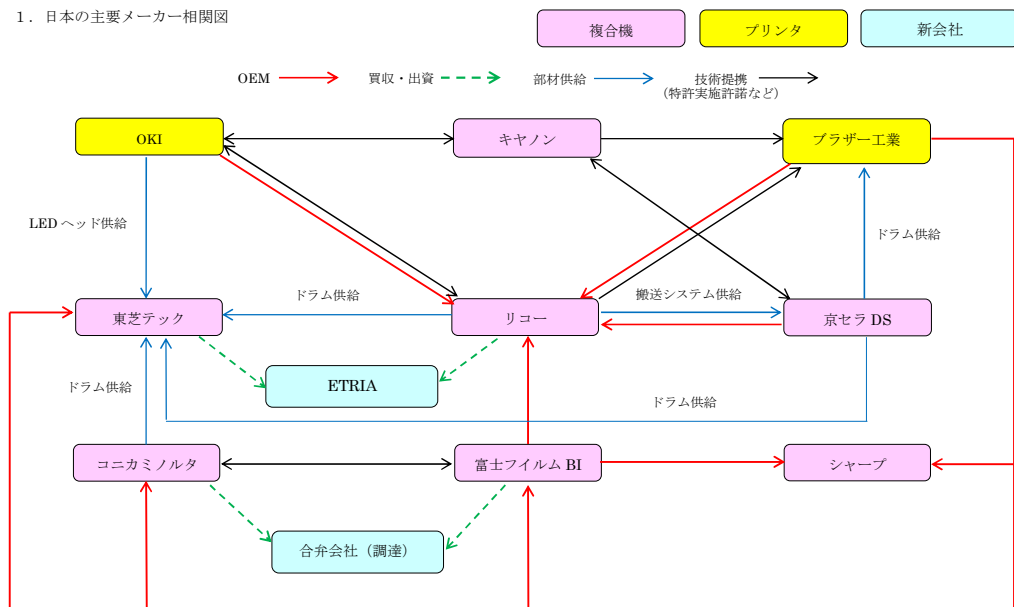 1．日本の主要メーカー相関図
複合機
プリンタ
新会社
OEM
買収・出資
部材供給
技術提携
（特許実施許諾など）
OKI
キヤノン
ブラザー工業
LED ヘッド供給
ドラム供給
ドラム供給
搬送システム供給
東芝テック
リコー
京セラ DS
ETRIA
ドラム供給
ドラム供給
コニカミノルタ
富士フイルム BI
シャープ
合弁会社（調達）